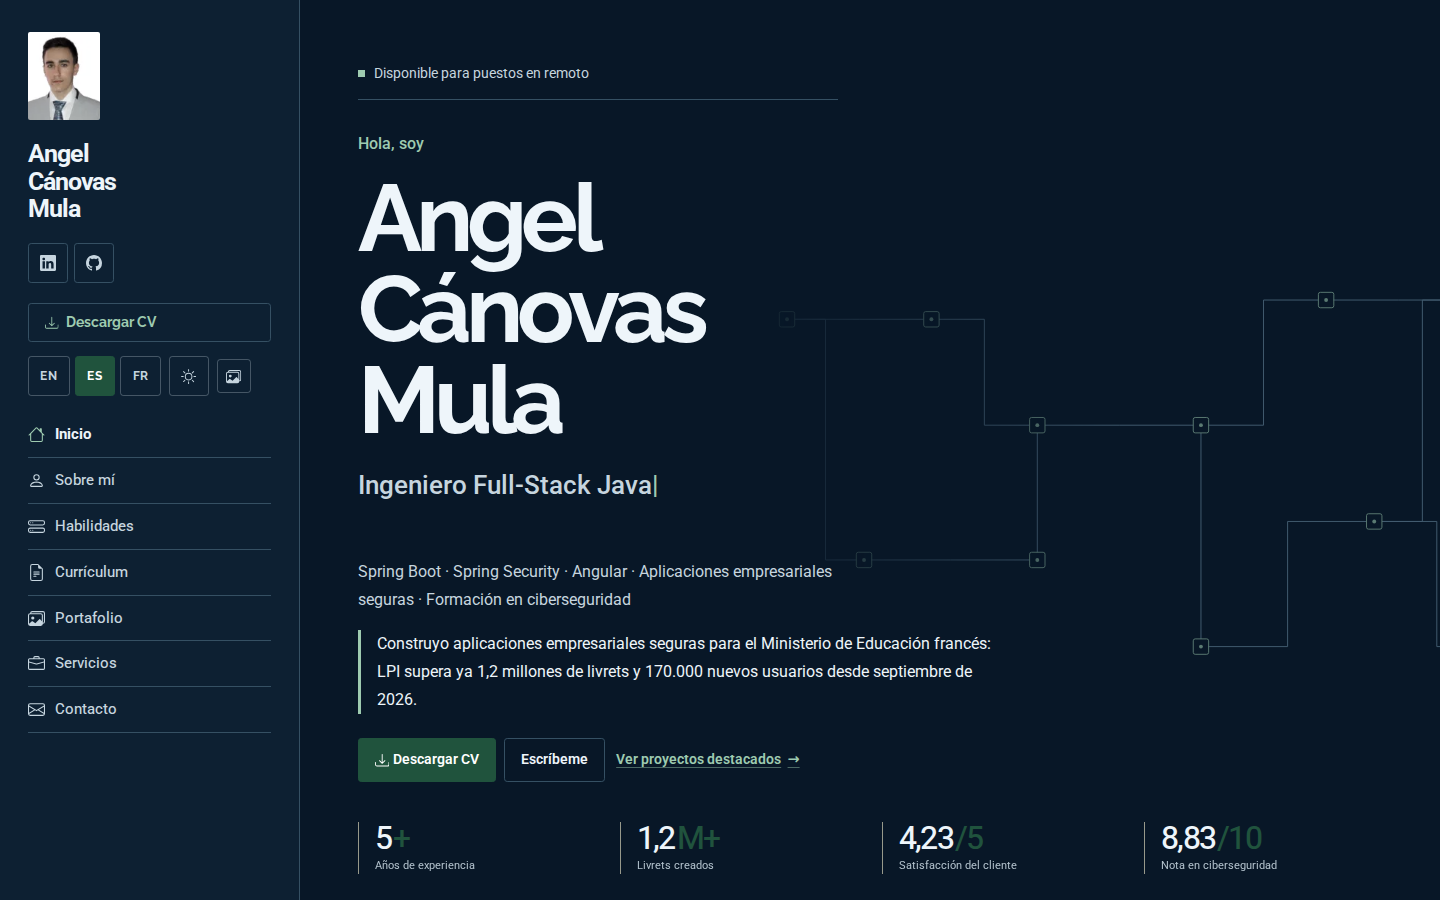 Angel
Cánovas
Mula
Descargar CV
EN ES FR
Inicio
Sobre mí
Habilidades
Currículum
Portafolio
Servicios
Contacto
Disponible para puestos en remoto
Hola, soy
Angel
Cánovas
Mula
Ingeniero Full-Stack Java|
Spring Boot · Spring Security · Angular · Aplicaciones empresariales
seguras · Formación en ciberseguridad
Construyo aplicaciones empresariales seguras para el Ministerio de Educación francés:
LPI supera ya 1,2 millones de livrets y 170.000 nuevos usuarios desde septiembre de
2026.
Descargar CV Escríbeme Ver proyectos destacados →
5+ 1,2M+ 4,23/5 8,83/10
Años de experiencia Livrets creados Satisfacción del cliente Nota en ciberseguridad